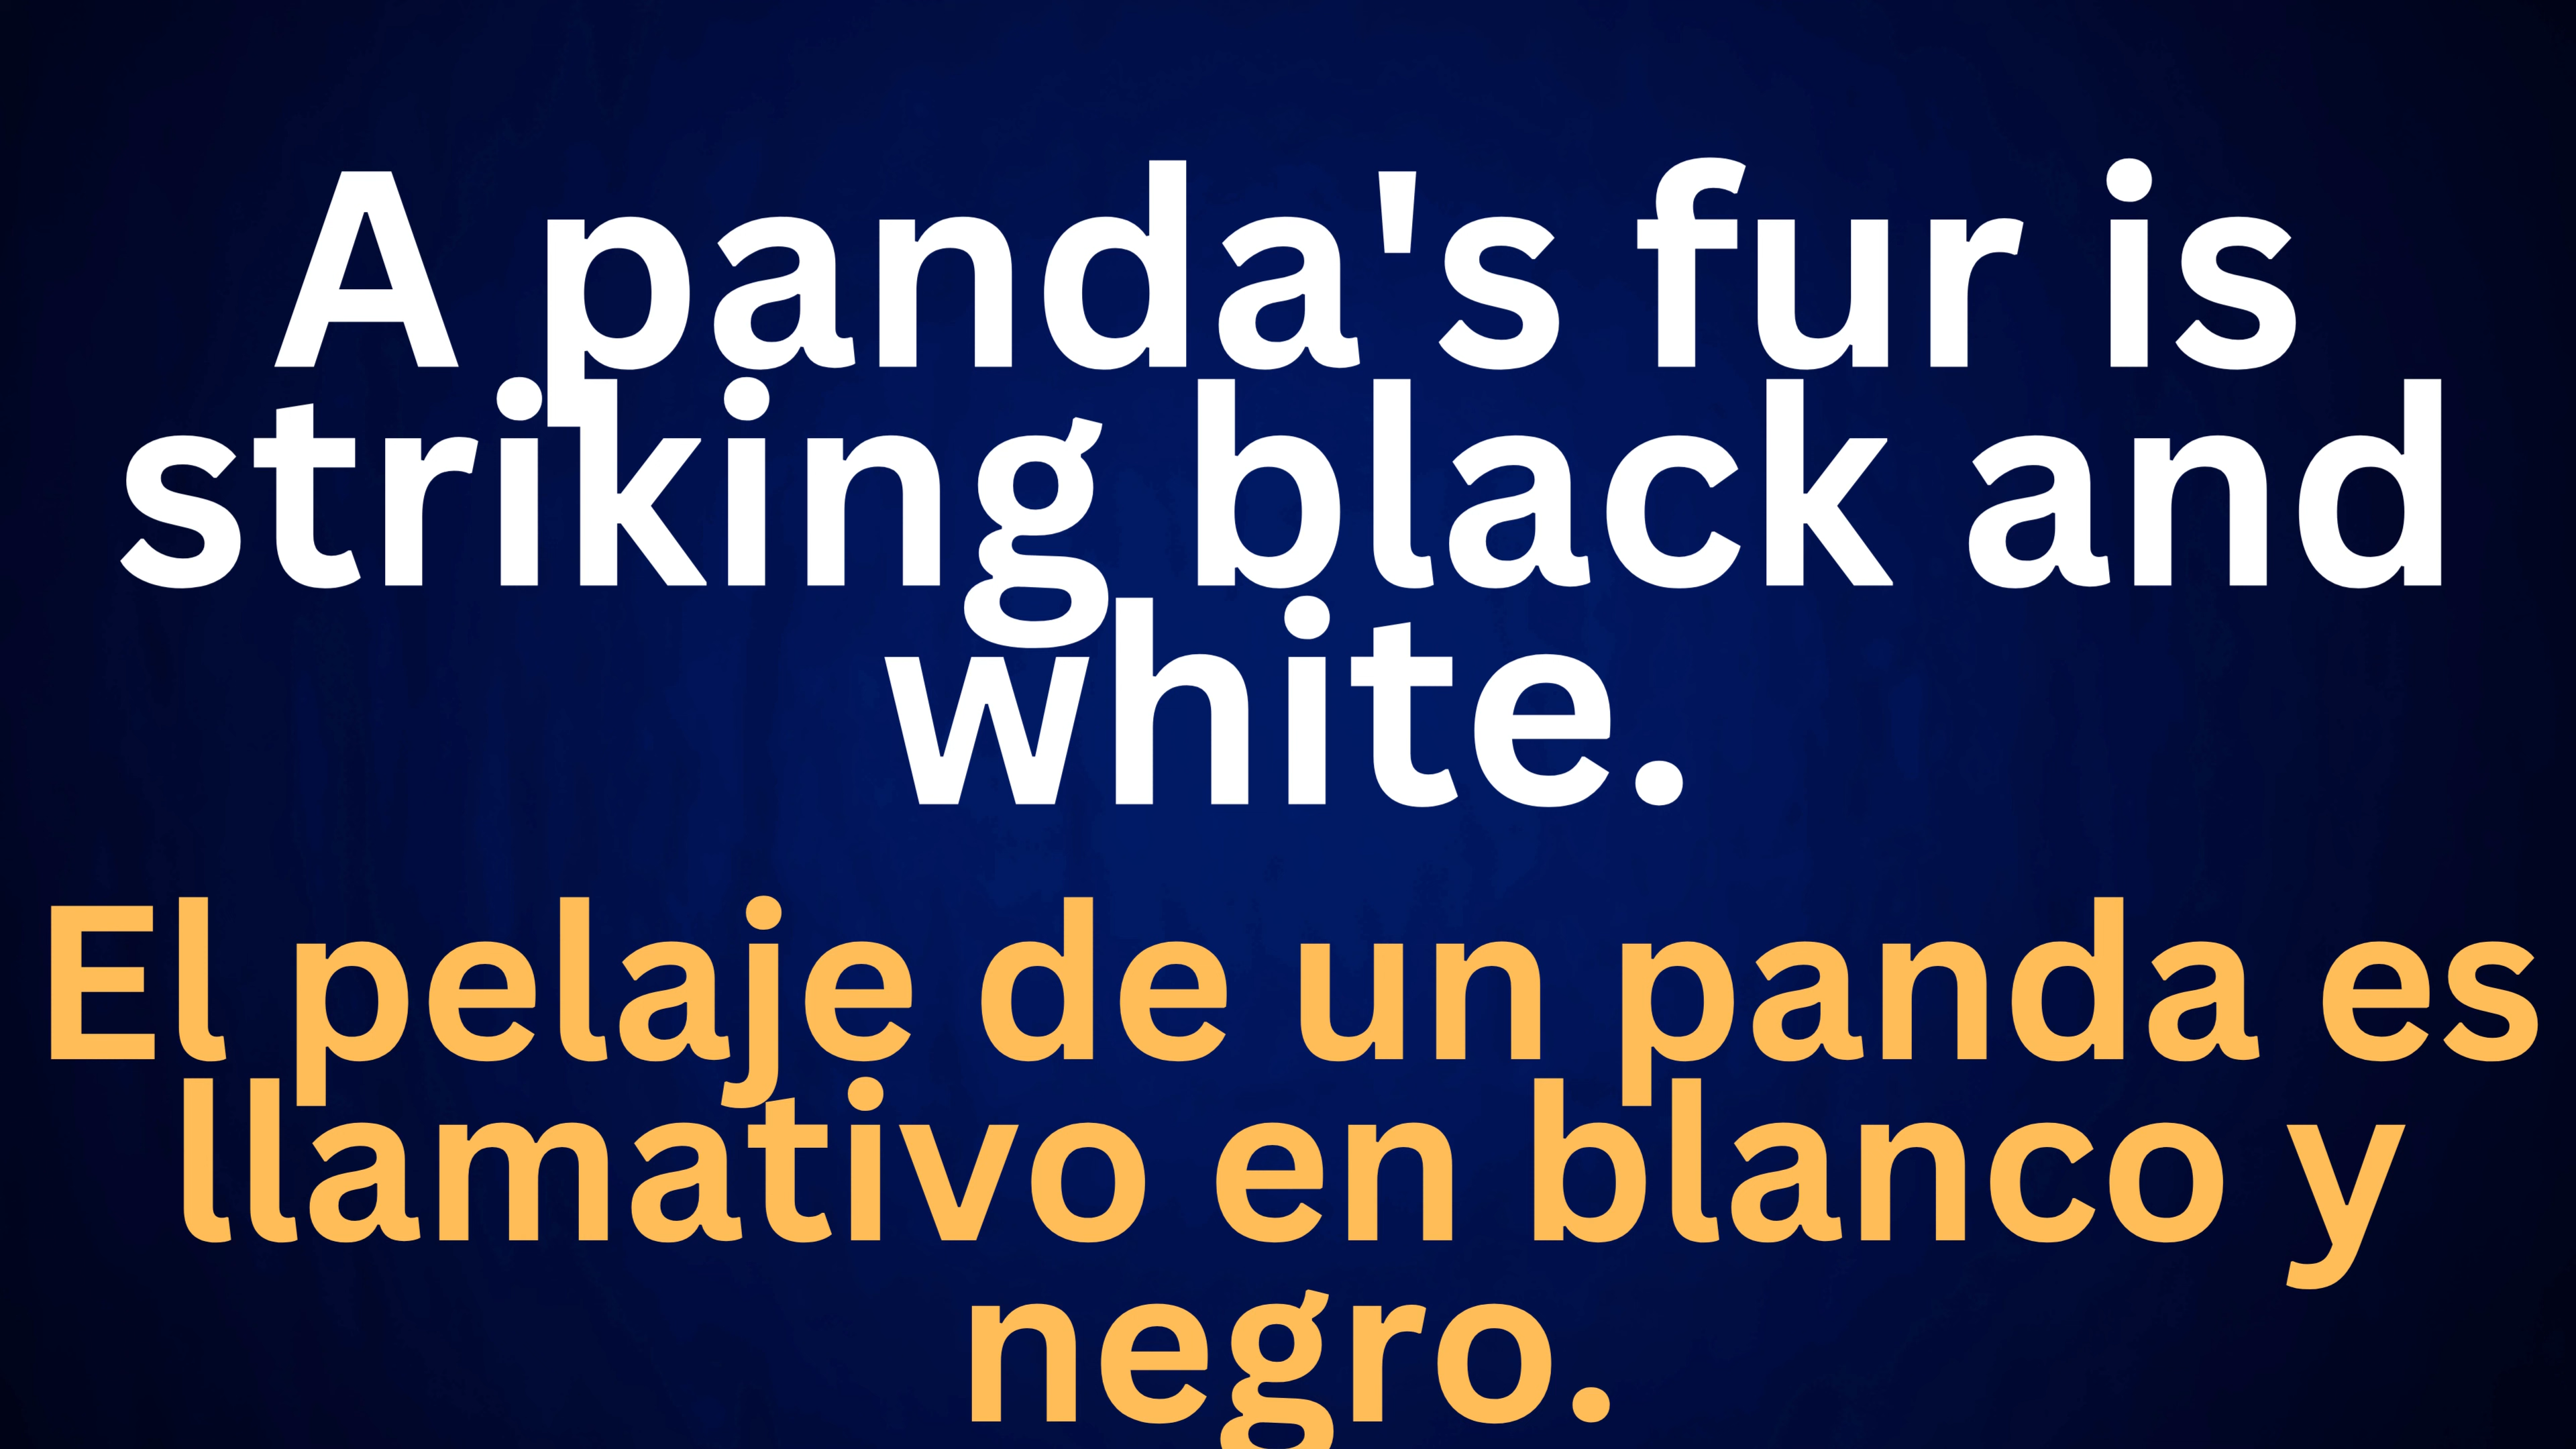 A panda's fur is
striking black and
white.
El pelaje de un panda es
llamativo en blanco y
negro.